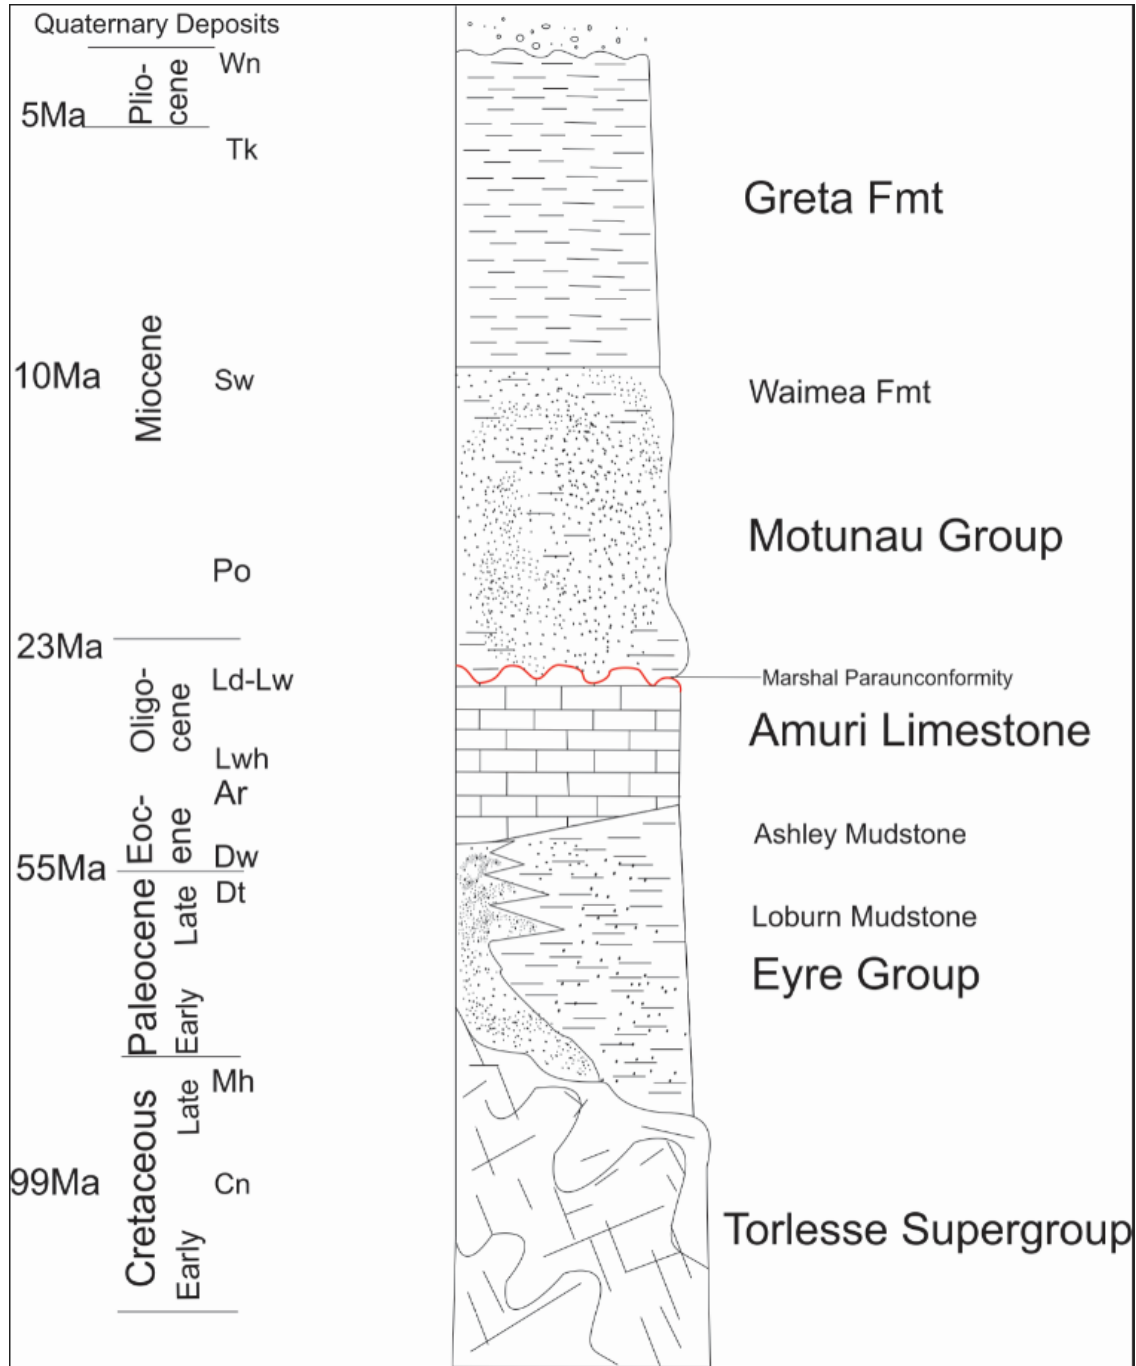 Quaternary Deposits
Wn
Plio-
cene
5Ma
Tk
Greta Fmt
Miocene
10Ma
Sw
Waimea Fmt
Motunau Group
Po
23Ma
Oligo-
cene
Ld-Lw
Marshal Paraunconformity
Amuri Limestone
Lwh
Ar
Eoc-
ene
Ashley Mudstone
Dw
55Ma
Dt
Paleocene
Late
Early
Loburn Mudstone
Eyre Group
Mh
Cretaceous
Late
Early
99Ma
Cn
Torlesse Supergroup